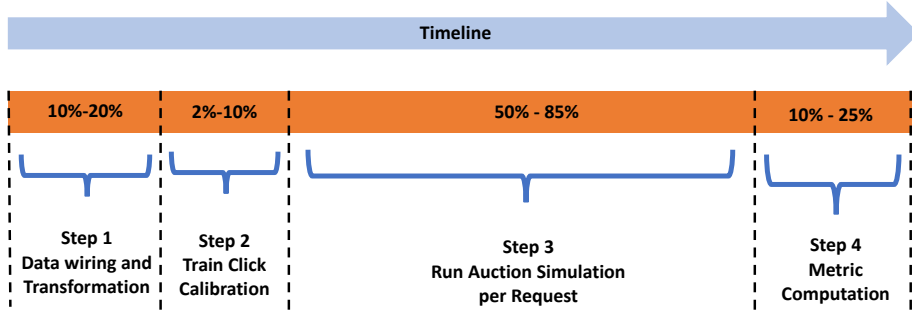 Timeline
10%-20%
2%-10%
50% - 85%
10% - 25%
Step 1
Data wiring and
Transformation
Step 2
Train Click
Calibration
Step 3
Run Auction Simulation
per Request
Step 4
Metric
Computation